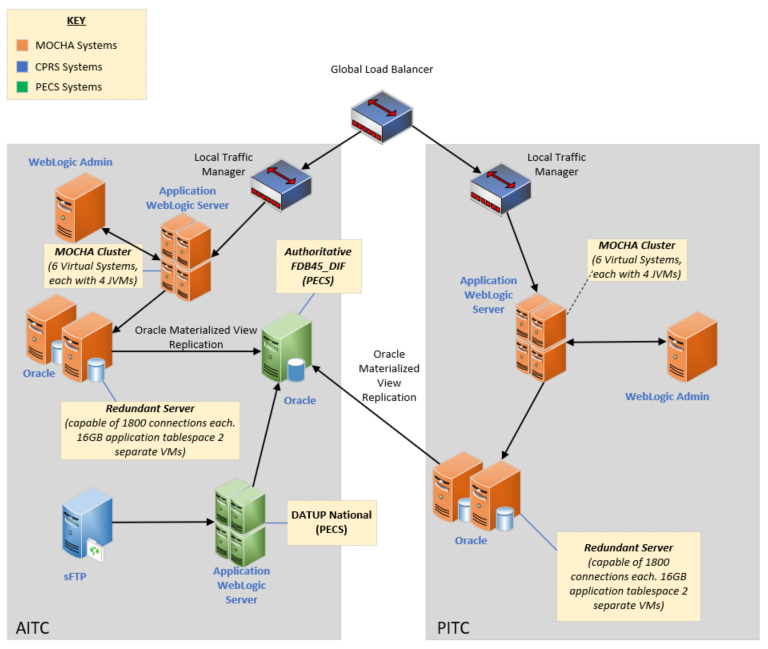 KEY
MOCHA Systems
CPRS Systems
PECS Systems
Global Load Balancer
WebLogic Admin
Local Traffic
Manager
Application
WebLogic Server
MOCHA Cluster
(6 Virtual Systems,
each with 4 JVMs)
Authoritative
FDB45_DIF
(PECS)
Oracle Materialized View
Replication
Oracle
Oracle
Redundant Server
(capable of 1800 connections each.
16GB application tablespace 2
separate VMs)
sFTP
DATUP National
(PECS)
Application
WebLogic
Server
AITC
Local Traffic
Manager
MOCHA Cluster
(6 Virtual Systems,
each with 4 JVMs)
Application
WebLogic
Server
Oracle
Materialized
View
Replication
WebLogic Admin
Oracle
Redundant Server
(capable of 1800
connections each. 16GB
application tablespace 2
separate VMs)
PITC